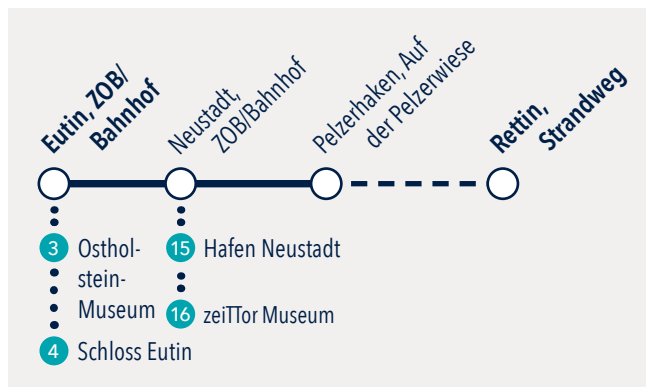 Eutin, ZOB/
Bahnhof
Neustadt,
ZOB/Bahnhof
Pelzerhaken, Auf
der Pelzerwiese
Rettin,
Strandweg
3 Osthol-
stein-
Museum
4 Schloss Eutin
15 Hafen Neustadt
16 zeiTTor Museum